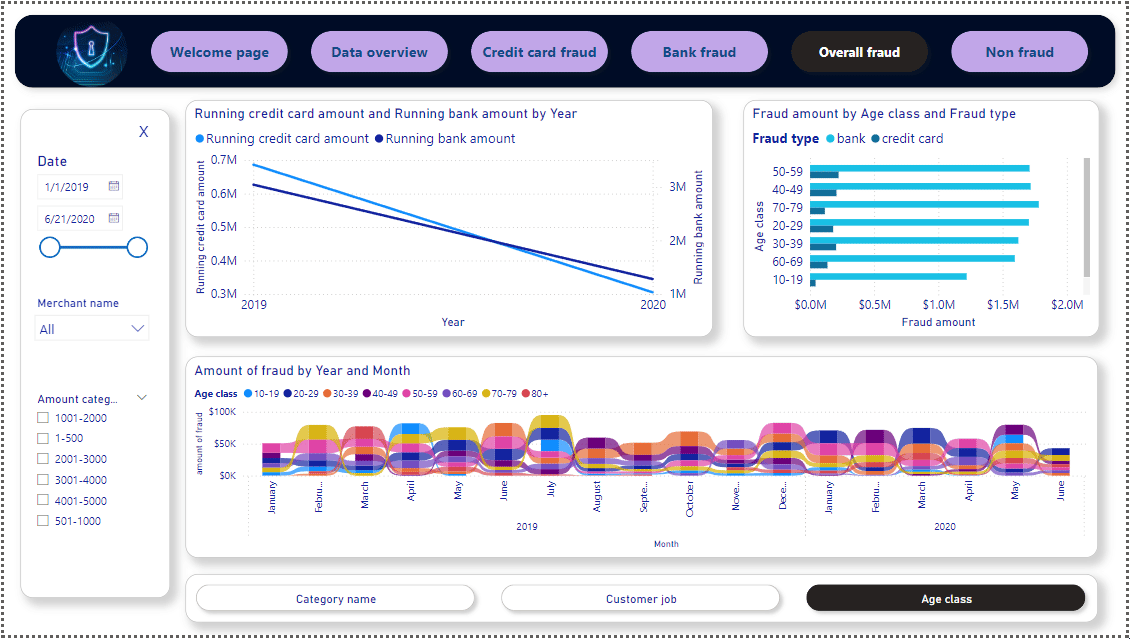 Welcome page
Data overview
Credit card fraud
Bank fraud
Overall fraud
Non fraud
X
Date
1/1/2019
6/21/2020
Merchant name
All
Amount categ...
1001-2000
1-500
2001-3000
3001-4000
4001-5000
501-1000
Running credit card amount and Running bank amount by Year
Running credit card amount Running bank amount
Running credit card amount
0.7M
0.6M
0.5M
0.4M
0.3M
3M
2M
1M
Running bank amount
2019 2020
Year
Fraud amount by Age class and Fraud type
Fraud type bank credit card
Age class
50-59
40-49
70-79
20-29
30-39
60-69
10-19
$0.0M $0.5M $1.0M $1.5M $2.0M
Fraud amount
Amount of fraud by Year and Month
Age class 10-19 20-29 30-39 40-49 50-59 60-69 70-79 80+
amount of fraud
$100K
$50K
$0K
January Febru... March April May June July August Septe... October Nove... Dece... January Febru... March April May June
2019 2020
Month
Category name
Customer job
Age class